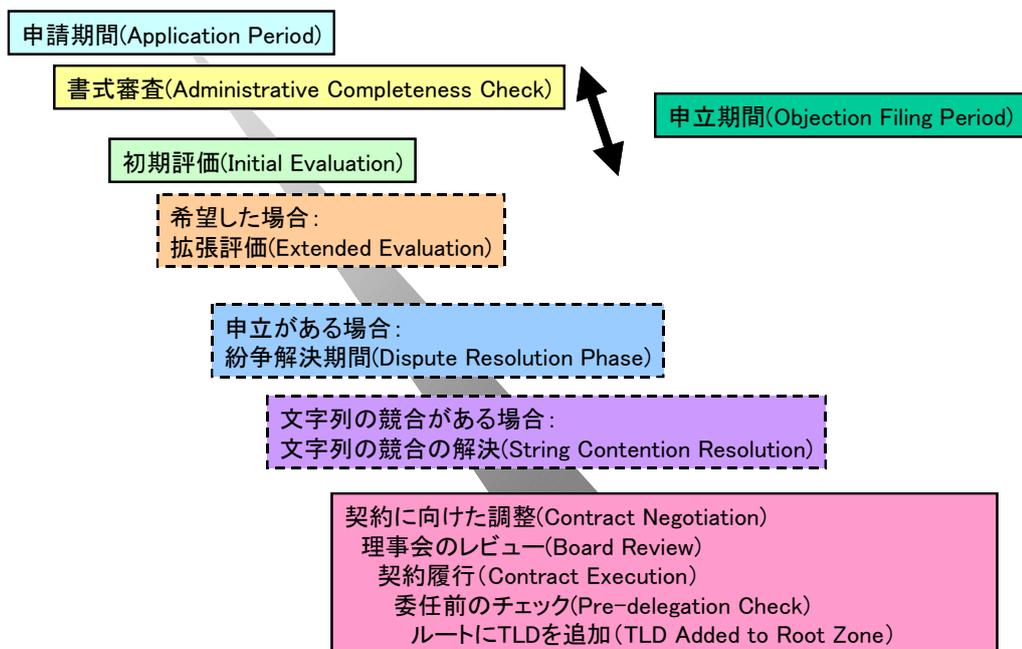 申請期間(Application Period)
書式審査(Administrative Completeness Check)
申立期間(Objection Filing Period)
初期評価(Initial Evaluation)
希望した場合:
拡張評価(Extended Evaluation)
申立がある場合:
紛争解決期間(Dispute Resolution Phase)
文字列の競合がある場合:
文字列の競合の解決(String Contention Resolution)
契約に向けた調整(Contract Negotiation)
理事会のレビュー(Board Review)
契約履行(Contract Execution)
委任前のチェック(Pre-delegation Check)
ルートにTLDを追加(TLD Added to Root Zone)